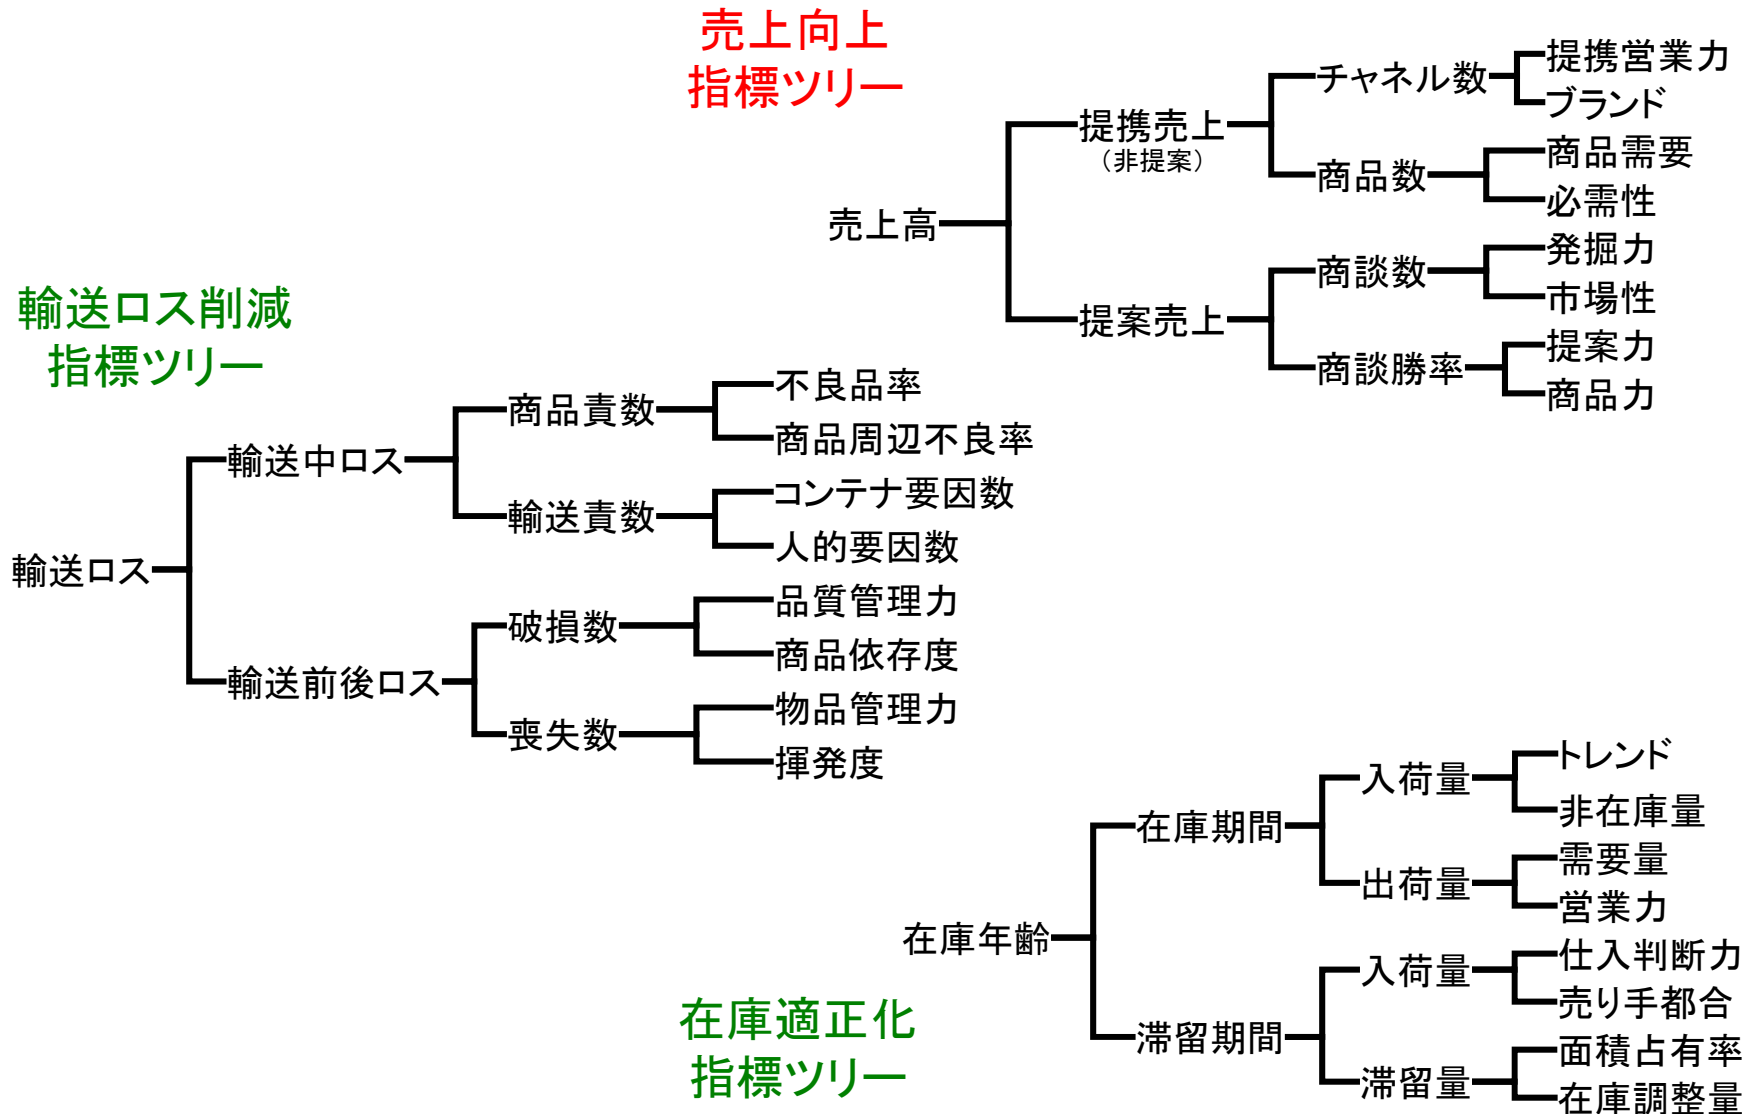 売上向上
指標ツリー
売上高
提携売上
（非提案）
チャネル数
提携営業力
ブランド
商品数
商品需要
必需性
提案売上
商談数
発掘力
市場性
商談勝率
提案力
商品力
輸送ロス削減
指標ツリー
輸送ロス
輸送中ロス
商品責数
不良品率
商品周辺不良率
輸送責数
コンテナ要因数
人的要因数
輸送前後ロス
破損数
品質管理力
商品依存度
喪失数
物品管理力
揮発度
在庫適正化
指標ツリー
在庫年齢
在庫期間
入荷量
トレンド
非在庫量
出荷量
需要量
営業力
滞留期間
入荷量
仕入判断力
売り手都合
滞留量
面積占有率
在庫調整量